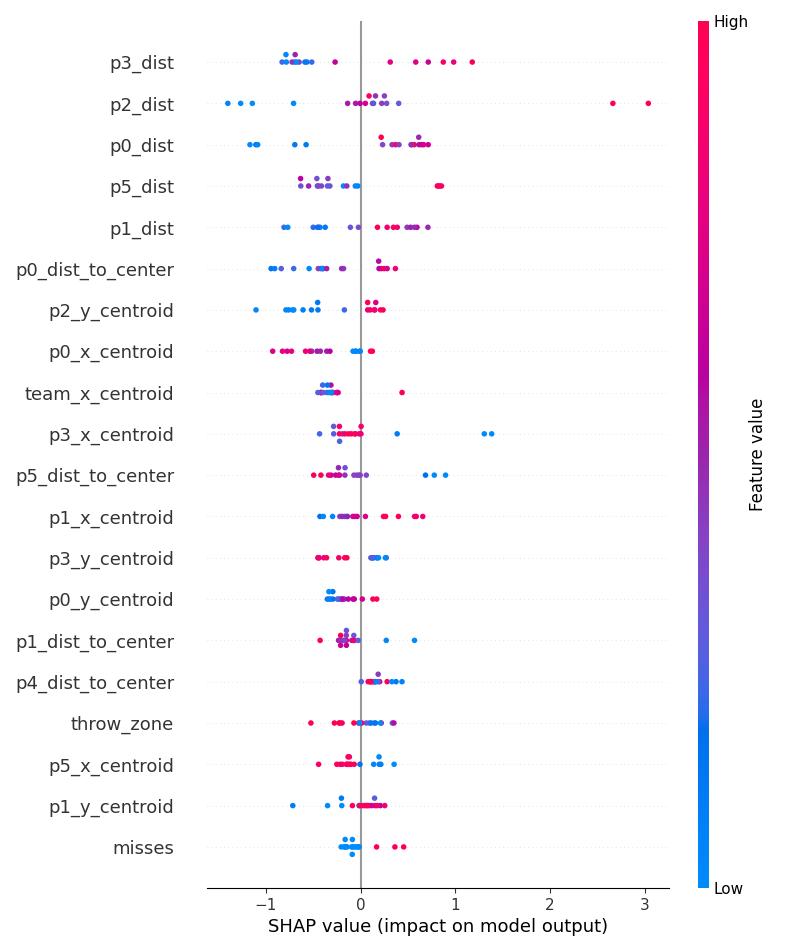 High
p3_dist
p2_dist
p0_dist
p5_dist
p1_dist
p0_dist_to_center
p2_y_centroid
p0_x_centroid
team_x_centroid
p3_x_centroid
p5_dist_to_center
p1_x_centroid
p3_y_centroid
p0_y_centroid
p1_dist_to_center
p4_dist_to_center
throw_zone
p5_x_centroid
p1_y_centroid
misses
Feature value
Low
−1 0 1 2 3
SHAP value (impact on model output)